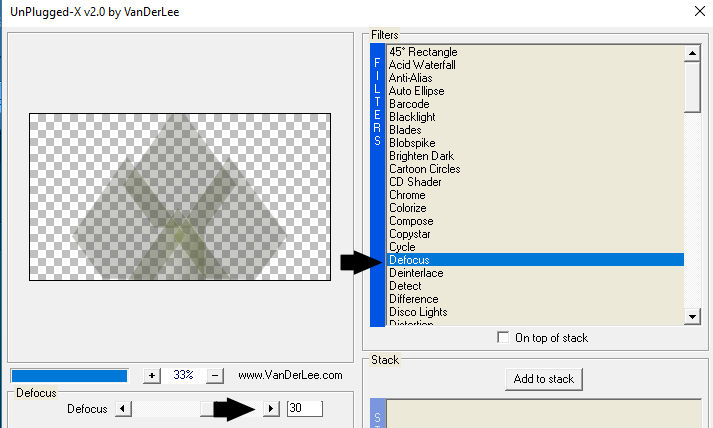 UnPlugged-X v2.0 by VanDerLee
Filters
FILTERS
45° Rectangle
Acid Waterfall
Anti-Alias
Auto Ellipse
Barcode
Blacklight
Blades
Blobspike
Brighten Dark
Cartoon Circles
CD Shader
Chrome
Colorize
Compose
Copystar
Cycle
Defocus
Deinterlace
Detect
Difference
Disco Lights
Distortion
On top of stack
+ 33% − www.VanDerLee.com
Stack
Add to stack
Defocus
Defocus 30
S